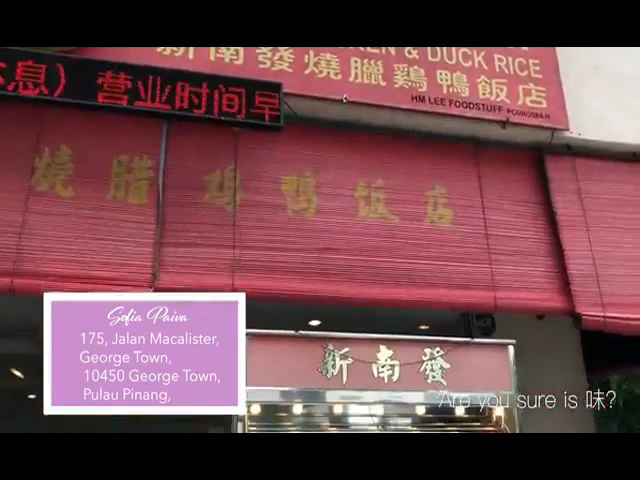 CKEN & DUCK RICE
新南發燒臘鷄鴨飯店
HM LEE FOODSTUFF
息） 营业时间早
燒腊鷄鴨飯店
新南發
Sofia Paiva
175, Jalan Macalister,
George Town,
10450 George Town,
Pulau Pinang,
Are you sure is 味?